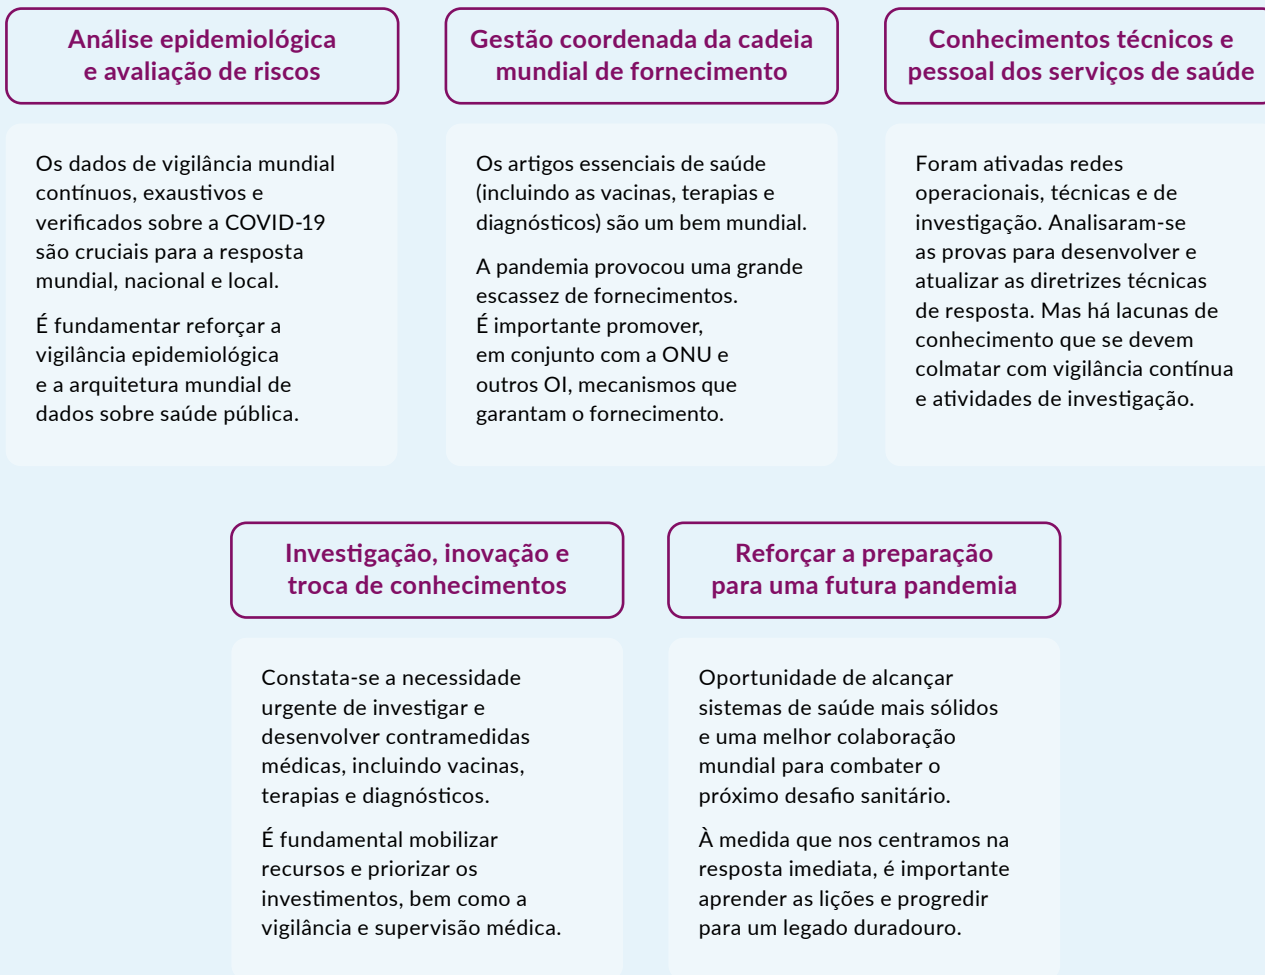 Análise epidemiológica
e avaliação de riscos
Os dados de vigilância mundial
contínuos, exaustivos e
verificados sobre a COVID-19
são cruciais para a resposta
mundial, nacional e local.
É fundamentar reforçar a
vigilância epidemiológica
e a arquitetura mundial de
dados sobre saúde pública.
Gestão coordenada da cadeia
mundial de fornecimento
Os artigos essenciais de saúde
(incluindo as vacinas, terapias e
diagnósticos) são um bem mundial.
A pandemia provocou uma grande
escassez de fornecimentos.
É importante promover,
em conjunto com a ONU e
outros OI, mecanismos que
garantam o fornecimento.
Conhecimentos técnicos e
pessoal dos serviços de saúde
Foram ativadas redes
operacionais, técnicas e de
investigação. Analisaram-se
as provas para desenvolver e
atualizar as diretrizes técnicas
de resposta. Mas há lacunas de
conhecimento que se devem
colmatar com vigilância contínua
e atividades de investigação.
Investigação, inovação e
troca de conhecimentos
Constata-se a necessidade
urgente de investigar e
desenvolver contramedidas
médicas, incluindo vacinas,
terapias e diagnósticos.
É fundamental mobilizar
recursos e priorizar os
investimentos, bem como a
vigilância e supervisão médica.
Reforçar a preparação
para uma futura pandemia
Oportunidade de alcançar
sistemas de saúde mais sólidos
e uma melhor colaboração
mundial para combater o
próximo desafio sanitário.
À medida que nos centramos na
resposta imediata, é importante
aprender as lições e progredir
para um legado duradouro.